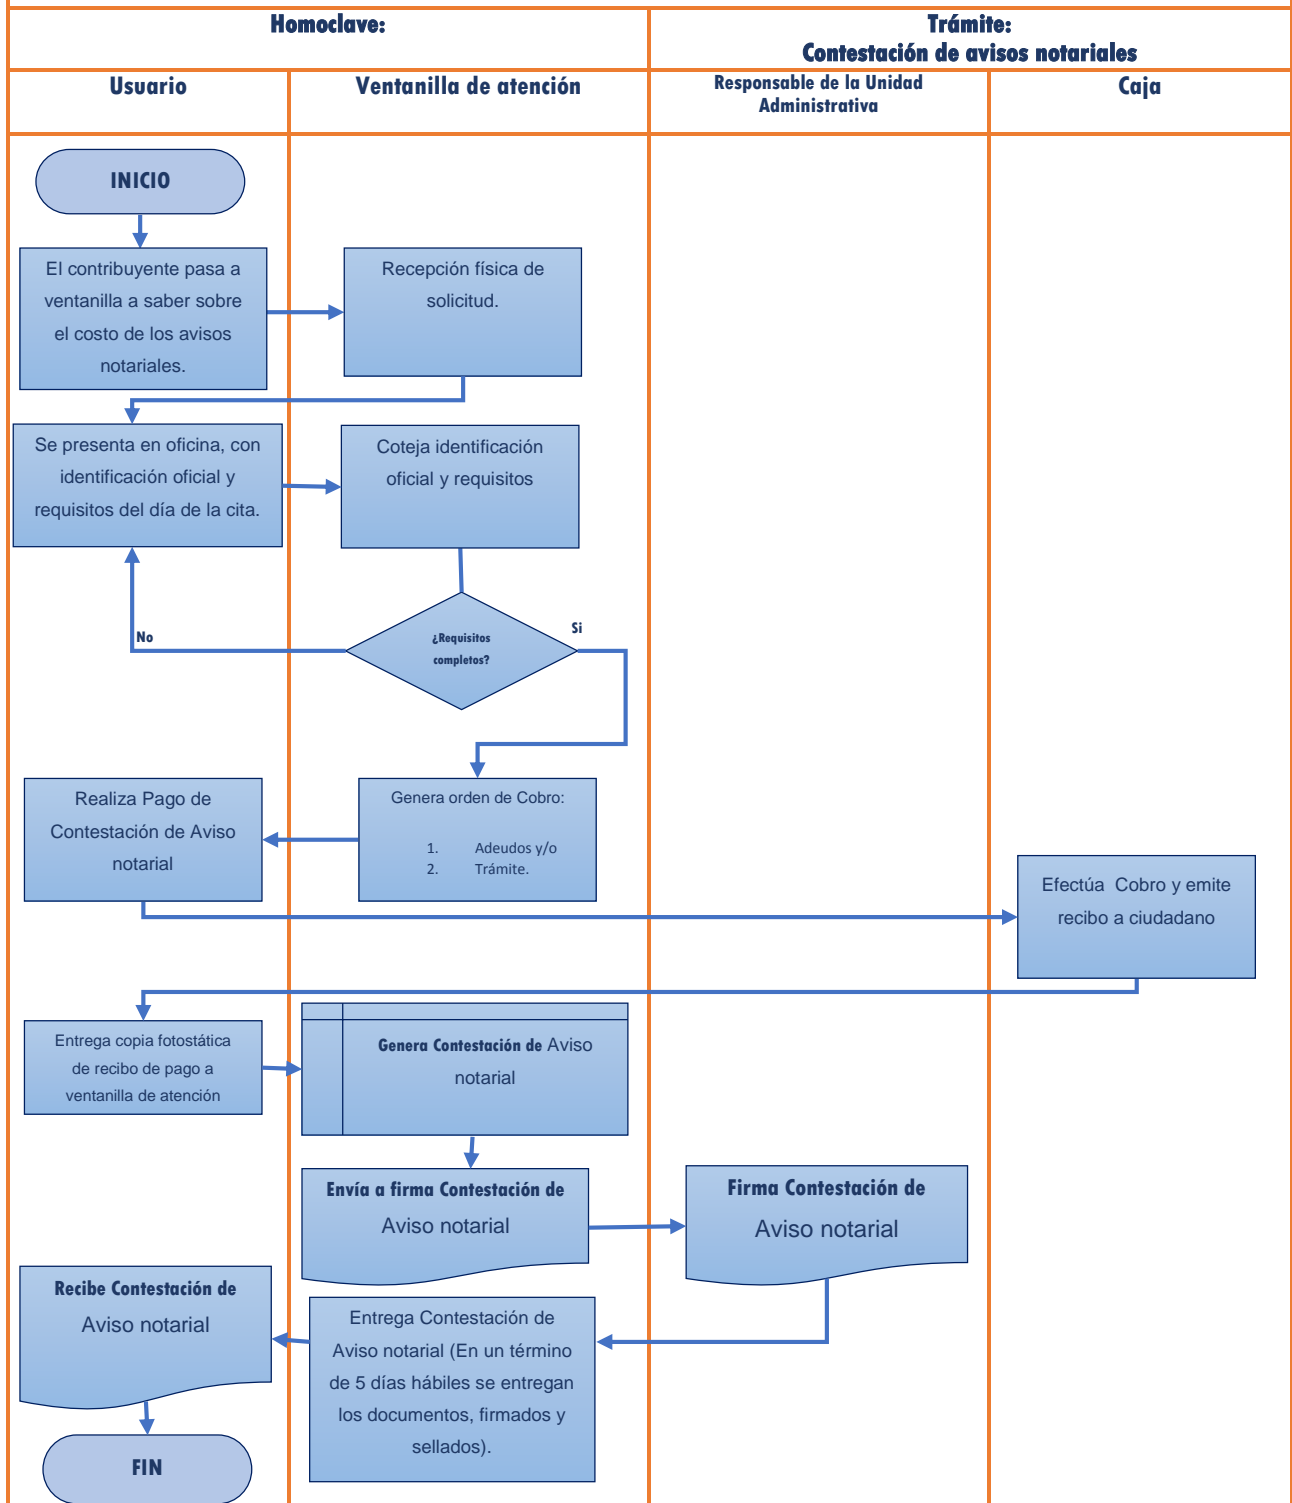 Homoclave:
Trámite:
Contestación de avisos notariales
Usuario
Ventanilla de atención
Responsable de la Unidad
Administrativa
Caja
INICIO
El contribuyente pasa a
ventanilla a saber sobre
el costo de los avisos
notariales.
Recepción física de
solicitud.
Se presenta en oficina, con
identificación oficial y
requisitos del día de la cita.
Coteja identificación
oficial y requisitos
¿Requisitos
completos?
No
Si
Realiza Pago de
Contestación de Aviso
notarial
Genera orden de Cobro:
1. Adeudos y/o
2. Trámite.
Efectúa Cobro y emite
recibo a ciudadano
Entrega copia fotostática
de recibo de pago a
ventanilla de atención
Genera Contestación de Aviso
notarial
Envía a firma Contestación de
Aviso notarial
Firma Contestación de
Aviso notarial
Recibe Contestación de
Aviso notarial
Entrega Contestación de
Aviso notarial (En un término
de 5 días hábiles se entregan
los documentos, firmados y
sellados).
FIN